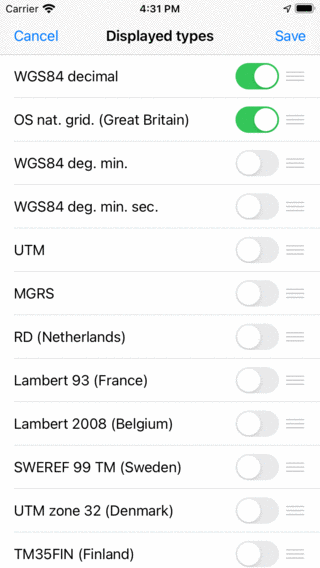 Carrier 4:31 PM
Cancel Displayed types Save
WGS84 decimal
OS nat. grid. (Great Britain)
WGS84 deg. min.
WGS84 deg. min. sec.
UTM
MGRS
RD (Netherlands)
Lambert 93 (France)
Lambert 2008 (Belgium)
SWEREF 99 TM (Sweden)
UTM zone 32 (Denmark)
TM35FIN (Finland)